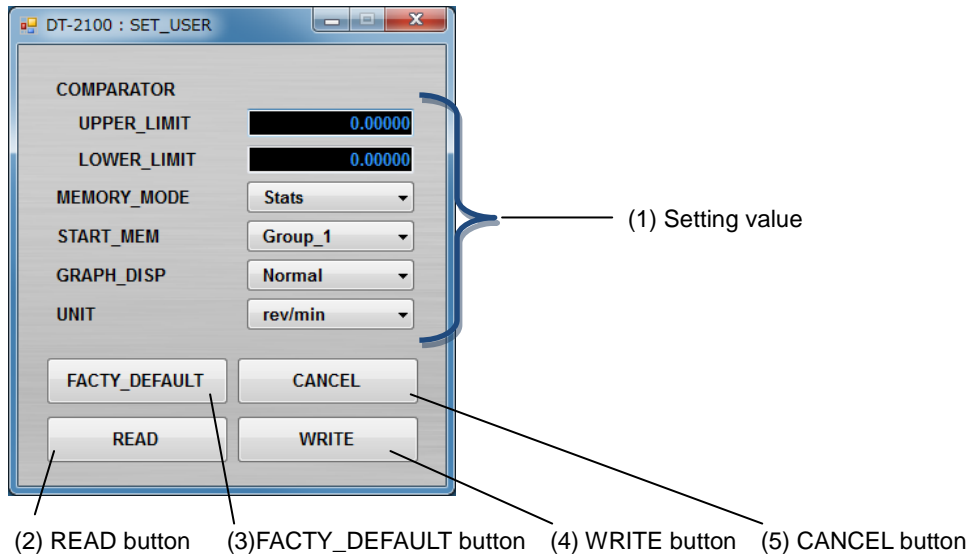 DT-2100 : SET_USER
COMPARATOR
UPPER_LIMIT 0.00000
LOWER_LIMIT 0.00000
MEMORY_MODE Stats
START_MEM Group_1
GRAPH_DISP Normal
UNIT rev/min
(1) Setting value
FACTY_DEFAULT CANCEL
READ WRITE
(2) READ button (3)FACTY_DEFAULT button (4) WRITE button (5) CANCEL button